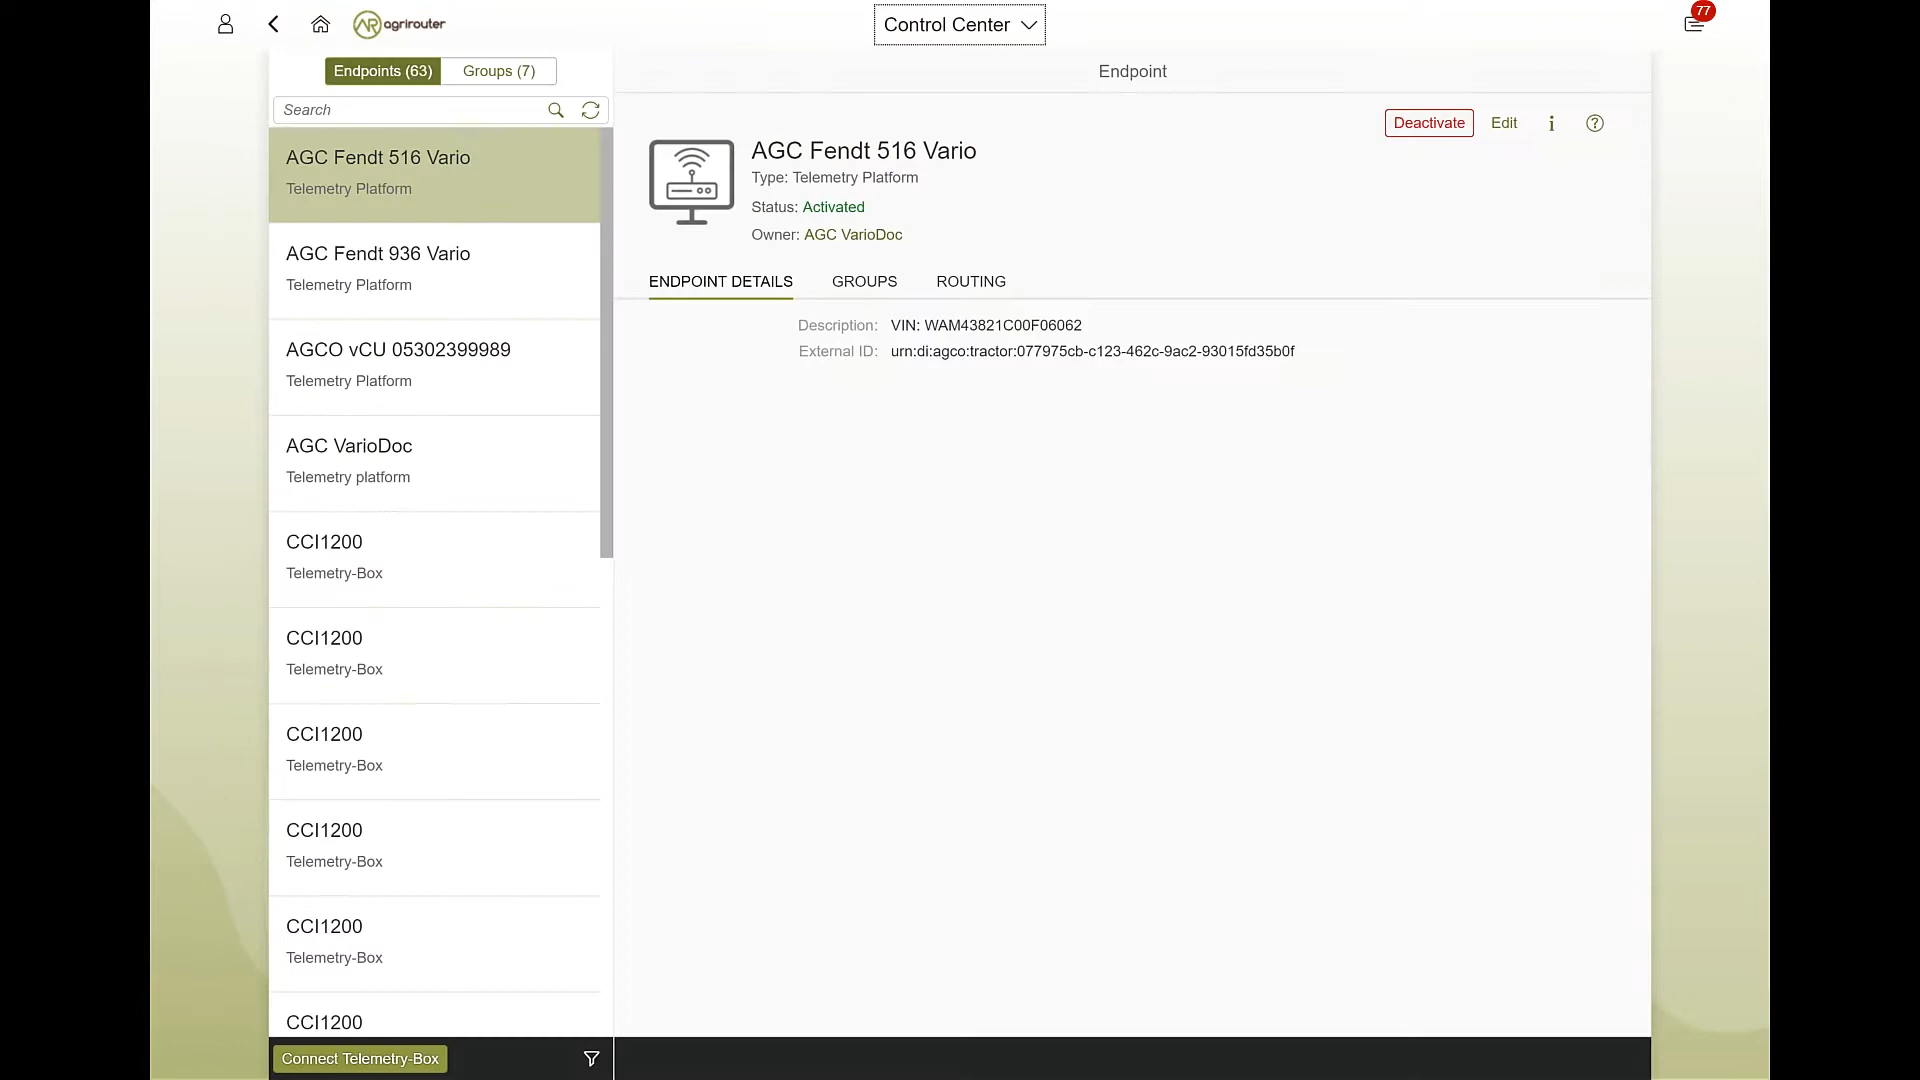 AR agrirouter
Control Center
77
Endpoints (63)
Groups (7)
Search
AGC Fendt 516 Vario
Telemetry Platform
AGC Fendt 936 Vario
Telemetry Platform
AGCO vCU 05302399989
Telemetry Platform
AGC VarioDoc
Telemetry platform
CCI1200
Telemetry-Box
CCI1200
Telemetry-Box
CCI1200
Telemetry-Box
CCI1200
Telemetry-Box
CCI1200
Telemetry-Box
CCI1200
Connect Telemetry-Box
Endpoint
Deactivate
Edit
AGC Fendt 516 Vario
Type: Telemetry Platform
Status: Activated
Owner: AGC VarioDoc
ENDPOINT DETAILS
GROUPS
ROUTING
Description: VIN: WAM43821C00F06062
External ID: urn:di:agco:tractor:077975cb-c123-462c-9ac2-93015fd35b0f